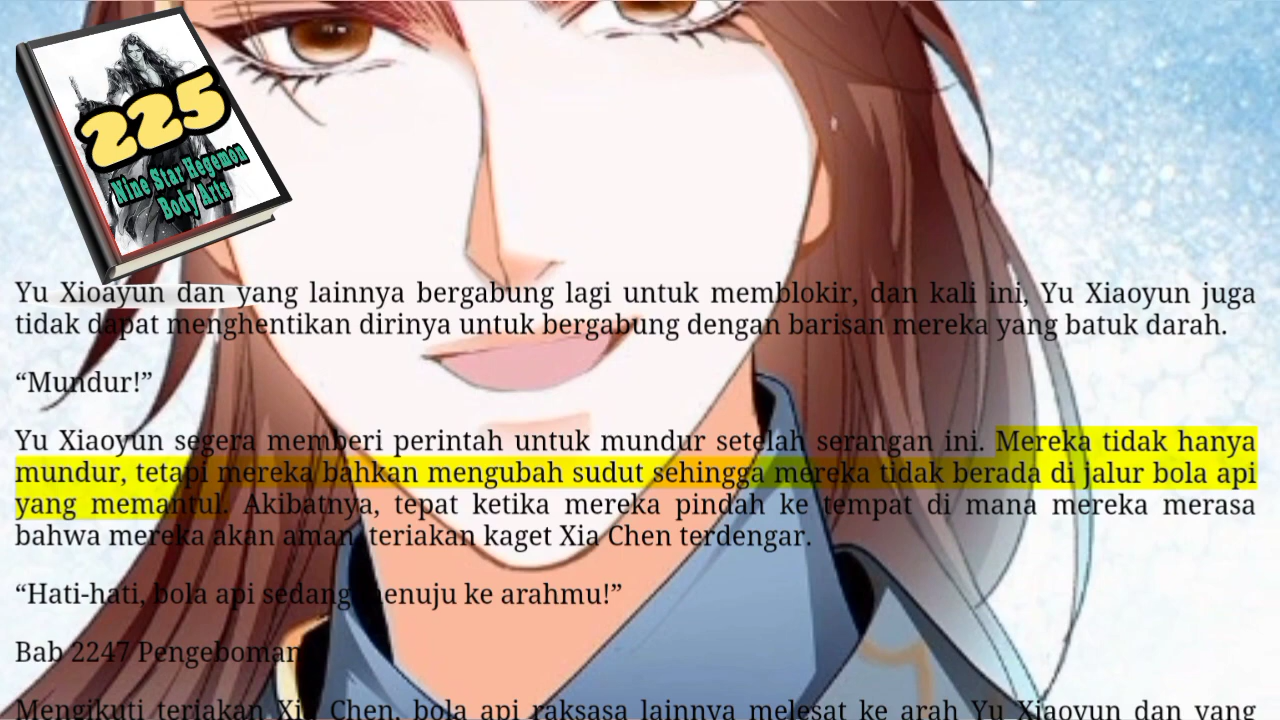 225
Nine Star Hegemon
Body Arts
Yu Xioayun dan yang lainnya bergabung lagi untuk memblokir, dan kali ini, Yu Xiaoyun juga
tidak dapat menghentikan dirinya untuk bergabung dengan barisan mereka yang batuk darah.
“Mundur!”
Yu Xiaoyun segera memberi perintah untuk mundur setelah serangan ini. Mereka tidak hanya
mundur, tetapi mereka bahkan mengubah sudut sehingga mereka tidak berada di jalur bola api
yang memantul. Akibatnya, tepat ketika mereka pindah ke tempat di mana mereka merasa
bahwa mereka akan aman, teriakan kaget Xia Chen terdengar.
“Hati-hati, bola api sedang menuju ke arahmu!”
Bab 2247 Pengeboman
Mengikuti teriakan Xia Chen, bola api raksasa lainnya melesat ke arah Yu Xiaoyun dan yang